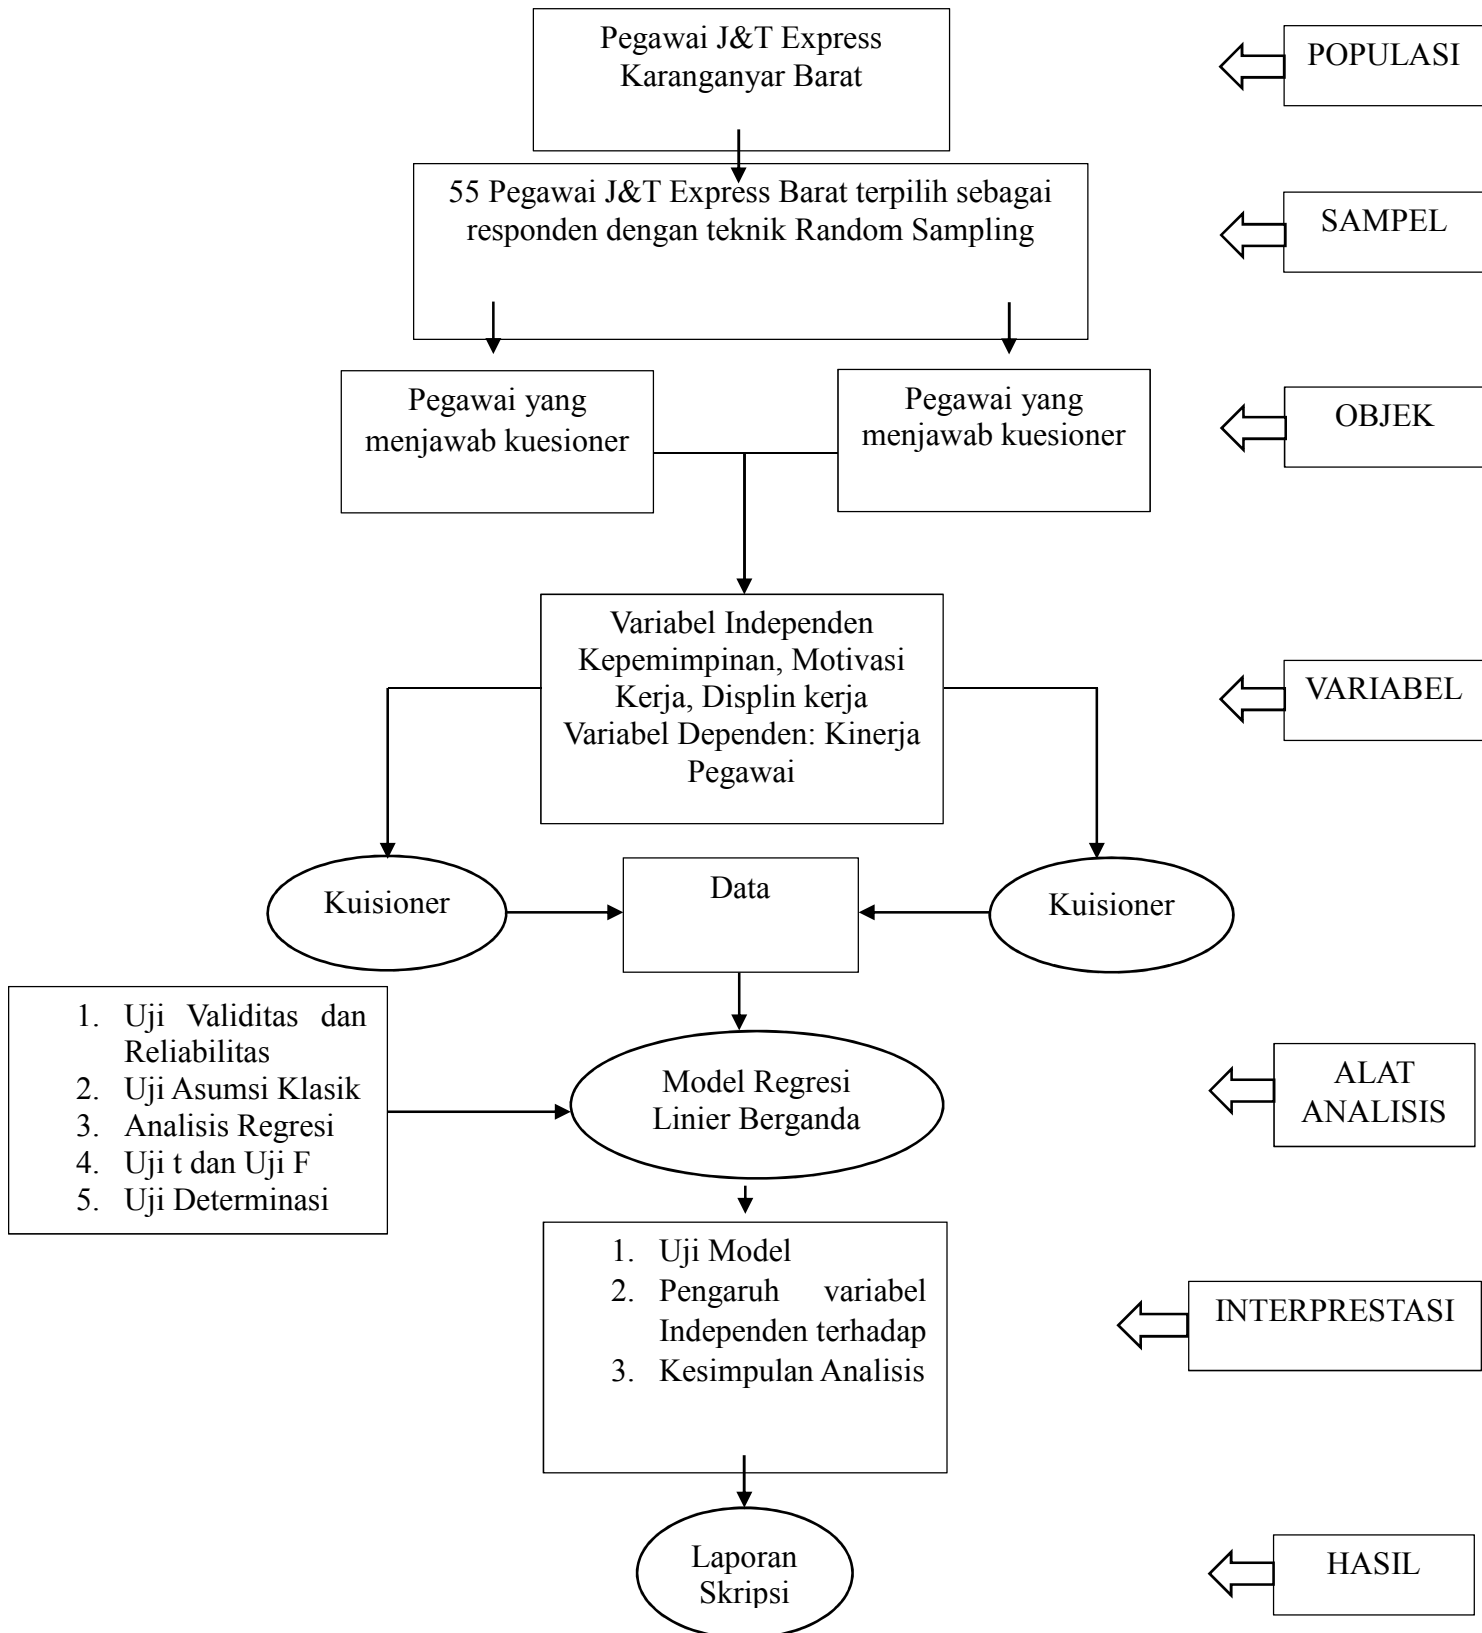 Pegawai J&T Express
Karanganyar Barat
POPULASI
55 Pegawai J&T Express Barat terpilih sebagai
responden dengan teknik Random Sampling
SAMPEL
Pegawai yang
menjawab kuesioner
Pegawai yang
menjawab kuesioner
OBJEK
Variabel Independen
Kepemimpinan, Motivasi
Kerja, Displin kerja
Variabel Dependen: Kinerja
Pegawai
VARIABEL
Kuisioner
Data
Kuisioner
1. Uji Validitas dan
Reliabilitas
2. Uji Asumsi Klasik
3. Analisis Regresi
4. Uji t dan Uji F
5. Uji Determinasi
Model Regresi
Linier Berganda
ALAT
ANALISIS
1. Uji Model
2. Pengaruh variabel
Independen terhadap
3. Kesimpulan Analisis
INTERPRESTASI
Laporan
Skripsi
HASIL